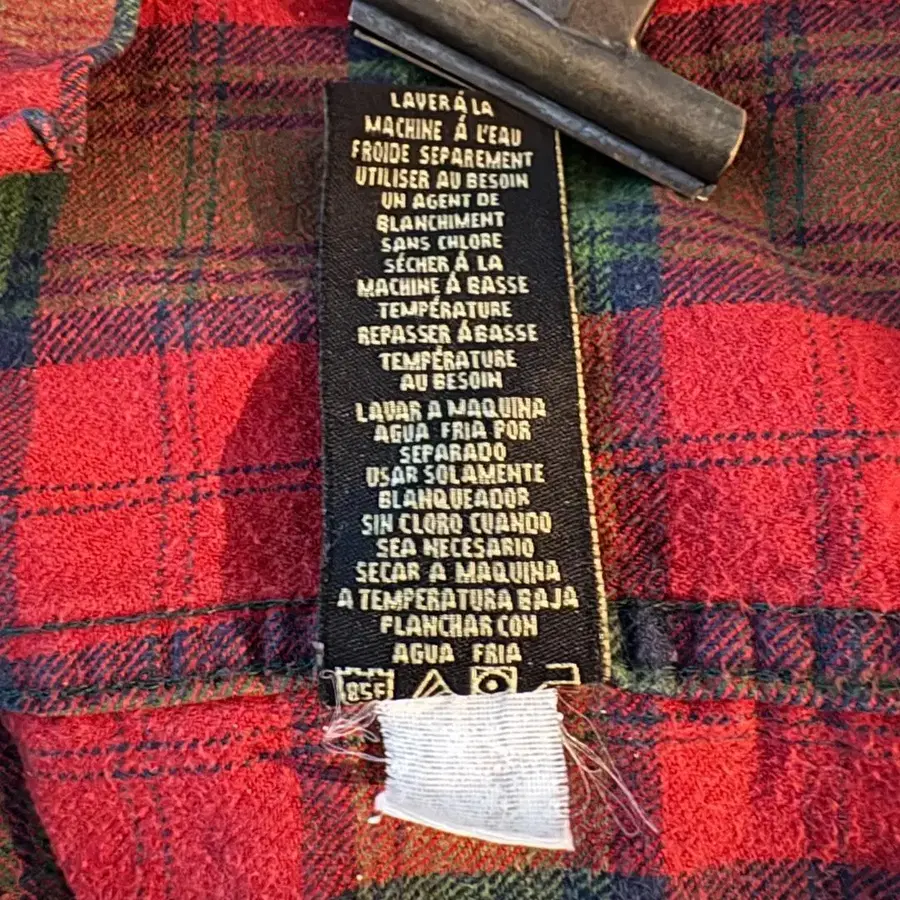 LAVER Á LA
MACHINE Á L'EAU
FROIDE SEPAREMENT
UTILISER AU BESOIN
UN AGENT DE
BLANCHIMENT
SANS CHLORE
SÉCHER Á LA
MACHINE Á BASSE
TEMPÉRATURE
REPASSER Á BASSE
TEMPÉRATURE
AU BESOIN
LAVAR A MAQUINA
AGUA FRIA POR
SEPARADO
USAR SOLAMENTE
BLANQUEADOR
SIN CLORO CUANDO
SEA NECESARIO
SECAR A MAQUINA
A TEMPERATURA BAJA
PLANCHAR CON
AGUA FRIA
85F